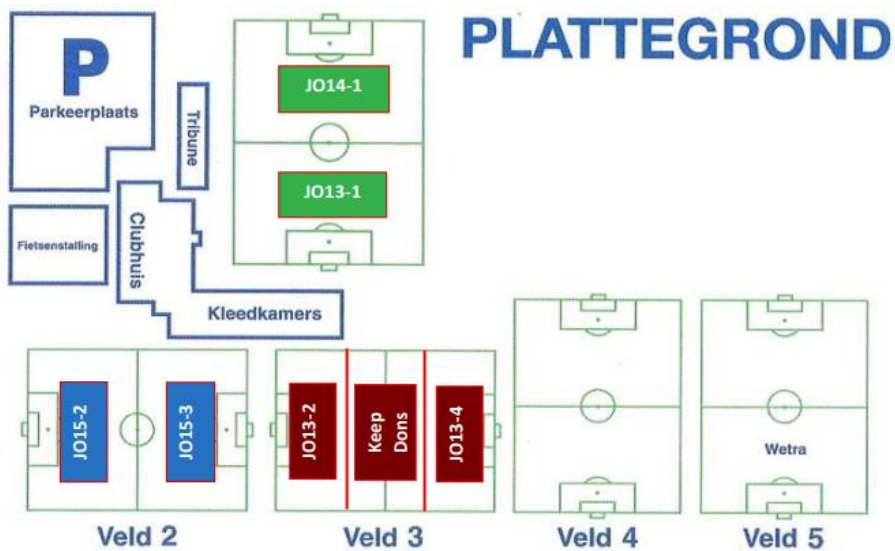 PLATTEGROND
P
Parkeerplaats
Tribune
JO14-1
JO13-1
Fietsenstalling
Clubhuis
Kleedkamers
JO15-2
JO15-3
JO13-2
Keep
Dons
JO13-4
Wetra
Veld 2
Veld 3
Veld 4
Veld 5